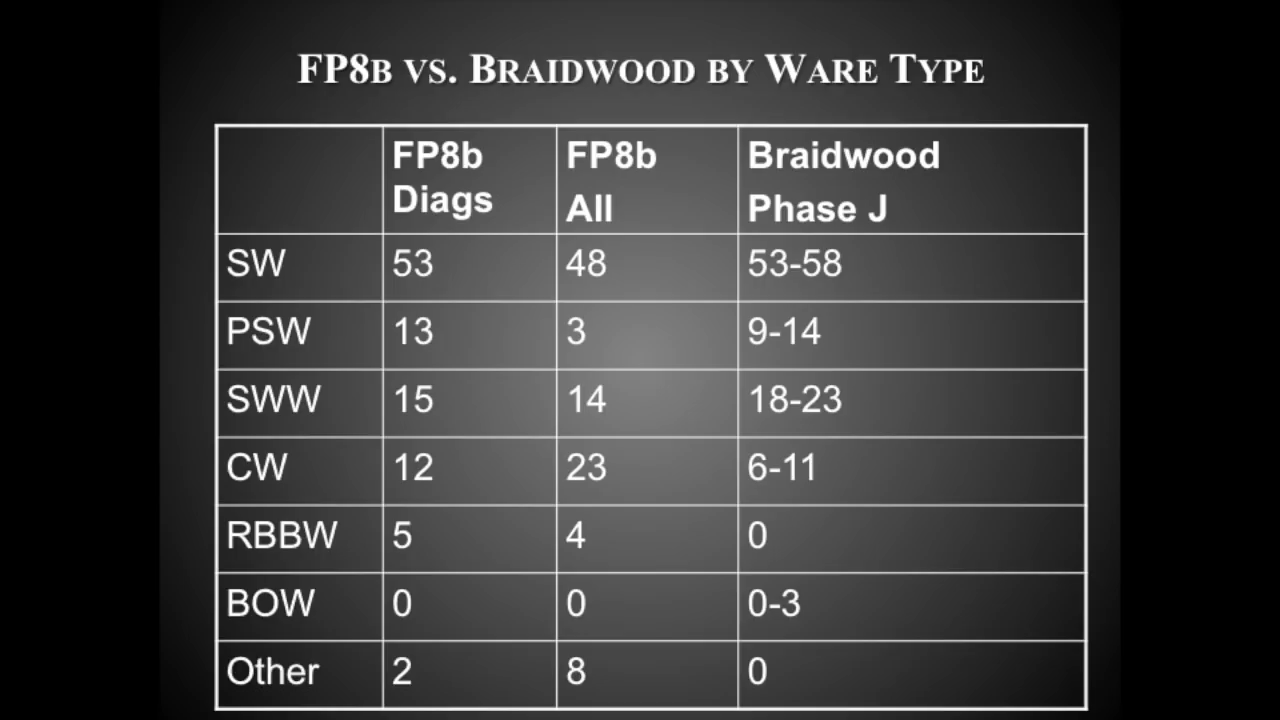 FP8B VS. BRAIDWOOD BY WARE TYPE
FP8b Diags	FP8b All	Braidwood Phase J
SW	53	48	53-58
PSW	13	3	9-14
SWW	15	14	18-23
CW	12	23	6-11
RBBW	5	4	0
BOW	0	0	0-3
Other	2	8	0